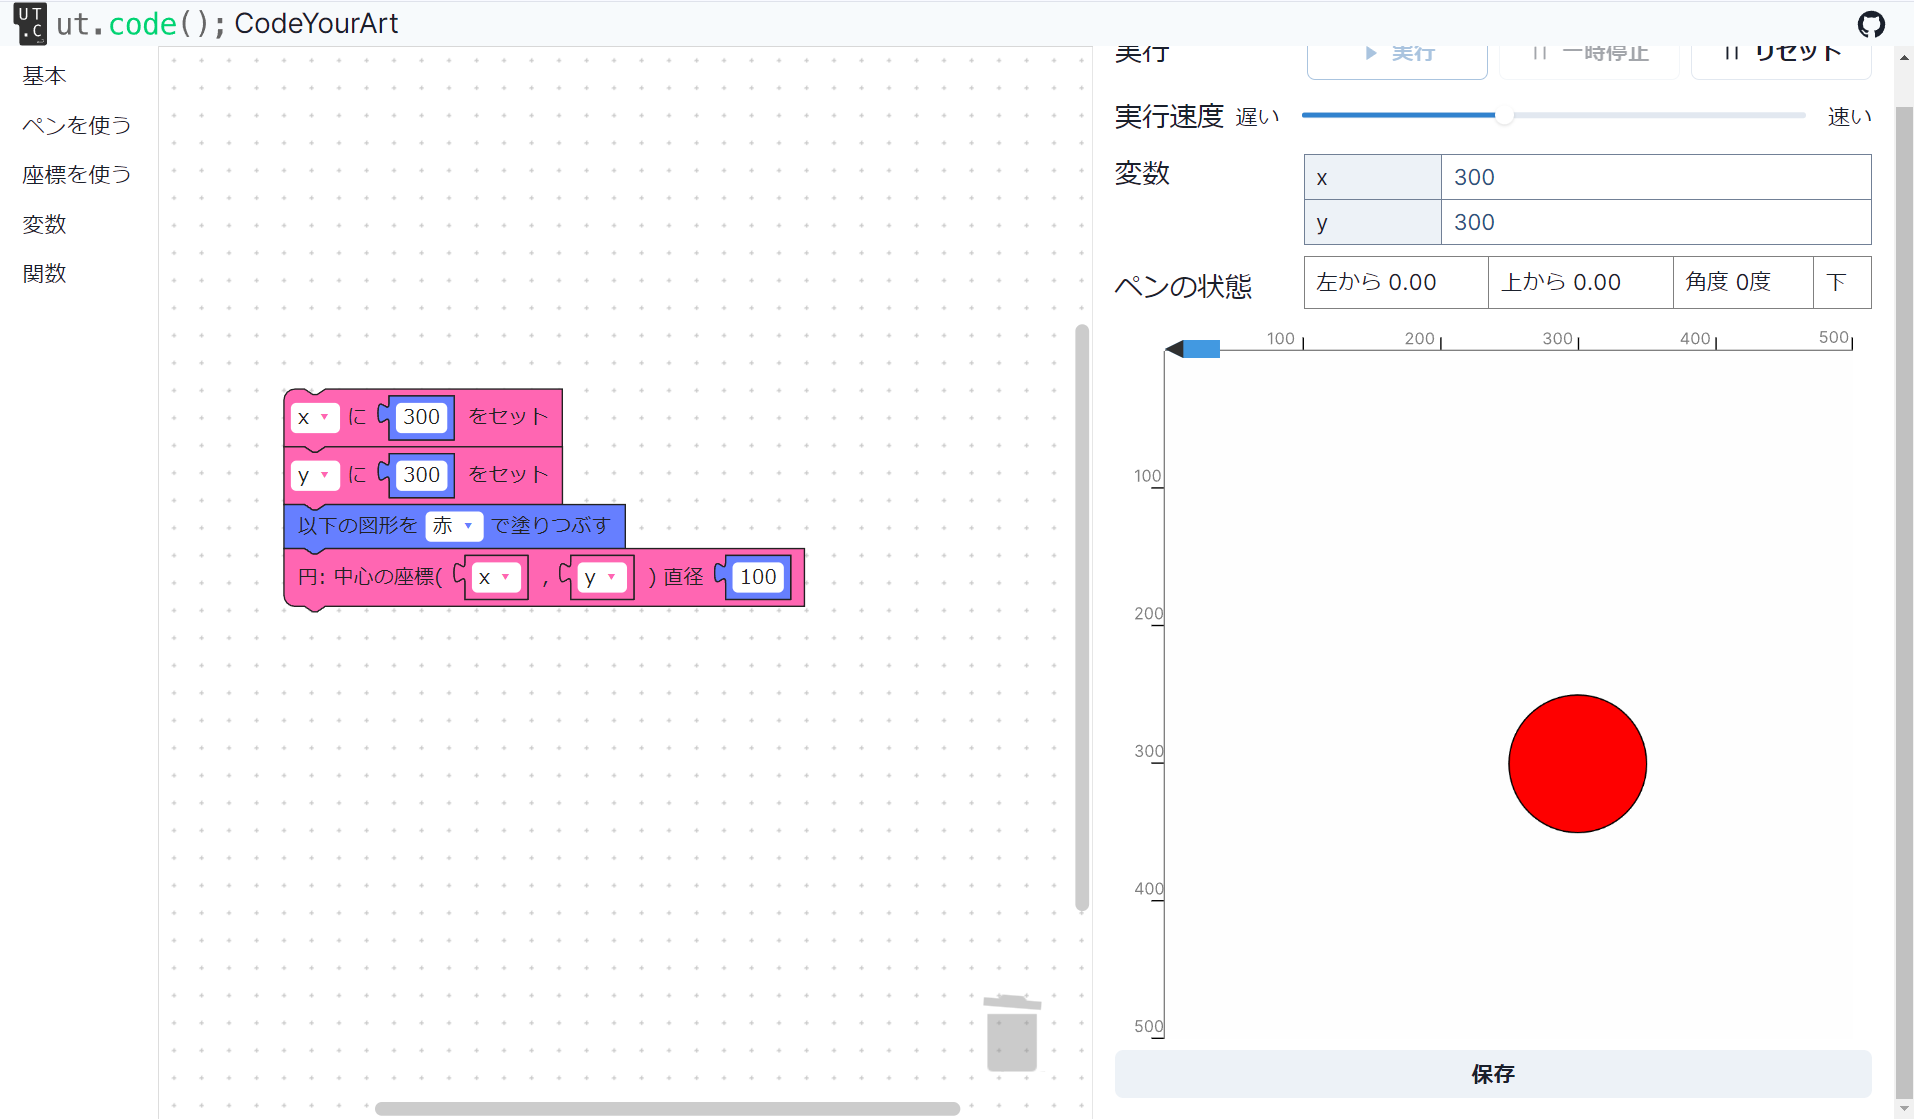 UT
.C
ut.code(); CodeYourArt
基本
ペンを使う
座標を使う
変数
関数
x に 300 をセット
y に 300 をセット
以下の図形を 赤 で塗りつぶす
円: 中心の座標( x , y ) 直径 100
実行 実行 一時停止 リセット
実行速度 遅い 速い
変数
x 300
y 300
ペンの状態 左から 0.00 上から 0.00 角度 0度 下
100 200 300 400 500
100
200
300
400
500
保存